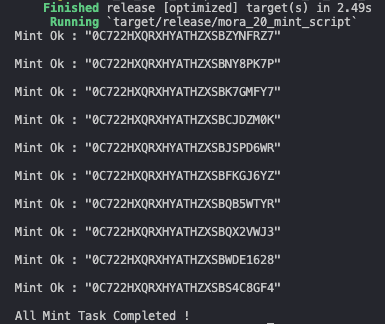 Finished release [optimized] target(s) in 2.49s
Running `target/release/mora_20_mint_script`
Mint Ok : "0C722HXQRXHYATHZXSBZYNFRZ7"
Mint Ok : "0C722HXQRXHYATHZXSBNY8PK7P"
Mint Ok : "0C722HXQRXHYATHZXSBK7GMFY7"
Mint Ok : "0C722HXQRXHYATHZXSBCJDZM0K"
Mint Ok : "0C722HXQRXHYATHZXSBJSPD6WR"
Mint Ok : "0C722HXQRXHYATHZXSBFKGJ6YZ"
Mint Ok : "0C722HXQRXHYATHZXSBQB5WTYR"
Mint Ok : "0C722HXQRXHYATHZXSBQX2VWJ3"
Mint Ok : "0C722HXQRXHYATHZXSBWDE1628"
Mint Ok : "0C722HXQRXHYATHZXSBS4C8GF4"
All Mint Task Completed !